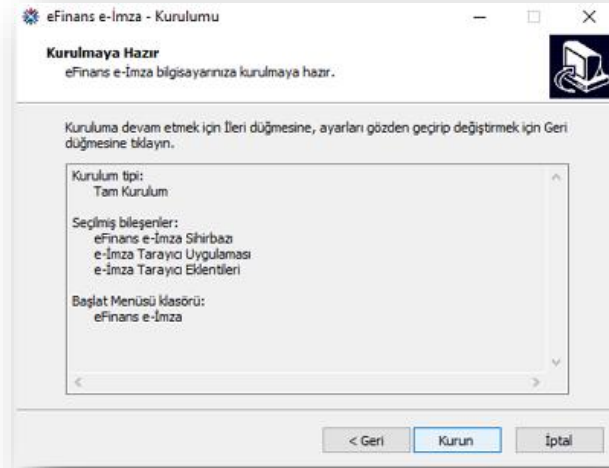 eFinans e-İmza - Kurulumu
Kurulmaya Hazır
eFinans e-İmza bilgisayarınıza kurulmaya hazır.
Kuruluma devam etmek için İleri düğmesine, ayarları gözden geçirip değiştirmek için Geri
düğmesine tıklayın.
Kurulum tipi:
Tam Kurulum
Seçilmiş bileşenler:
eFinans e-İmza Sihirbazı
e-İmza Tarayıcı Uygulaması
e-İmza Tarayıcı Eklentileri
Başlat Menüsü klasörü:
eFinans e-İmza
< Geri
Kurun
İptal